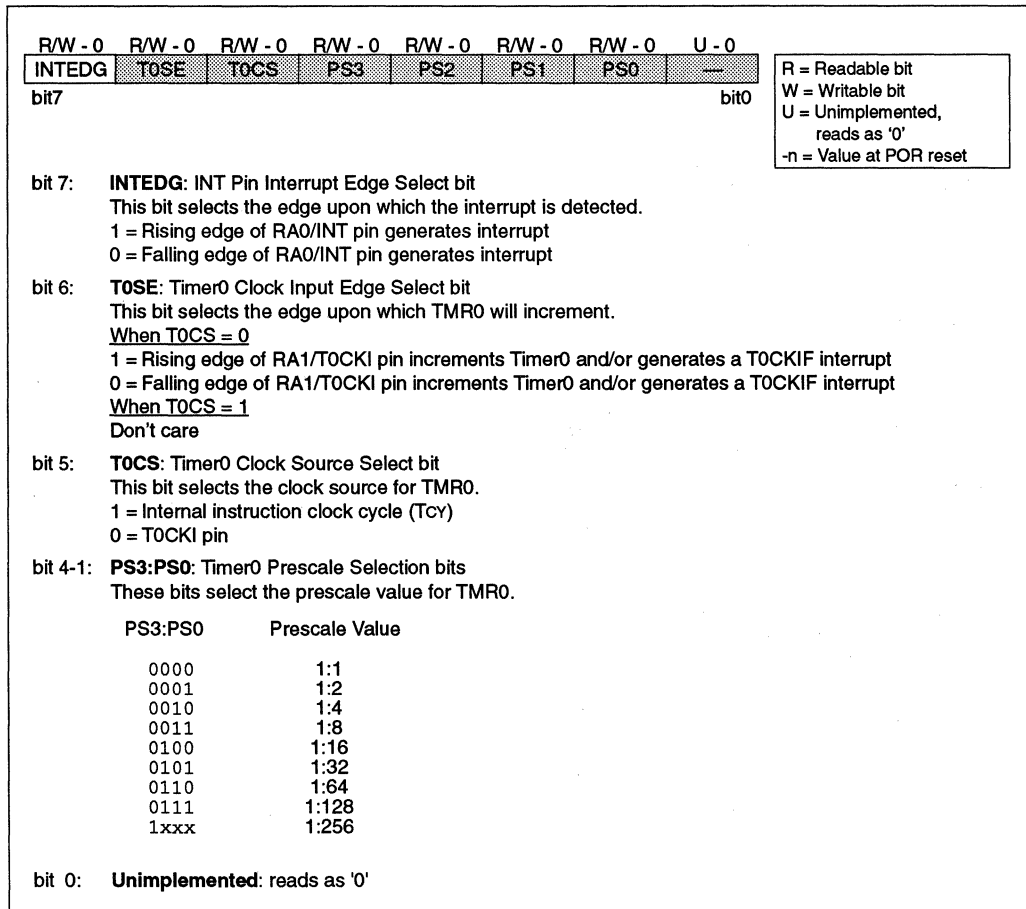 R/W - 0 R/W - 0 R/W - 0 R/W - 0 R/W - 0 R/W - 0 R/W - 0 U - 0
INTEDG T0SE T0CS PS3 PS2 PS1 PS0 —
bit7 bit0
R = Readable bit
W = Writable bit
U = Unimplemented,
reads as '0'
-n = Value at POR reset
bit 7: INTEDG: INT Pin Interrupt Edge Select bit
This bit selects the edge upon which the interrupt is detected.
1 = Rising edge of RA0/INT pin generates interrupt
0 = Falling edge of RA0/INT pin generates interrupt
bit 6: T0SE: Timer0 Clock Input Edge Select bit
This bit selects the edge upon which TMR0 will increment.
When T0CS = 0
1 = Rising edge of RA1/T0CKI pin increments Timer0 and/or generates a T0CKIF interrupt
0 = Falling edge of RA1/T0CKI pin increments Timer0 and/or generates a T0CKIF interrupt
When T0CS = 1
Don't care
bit 5: T0CS: Timer0 Clock Source Select bit
This bit selects the clock source for TMR0.
1 = Internal instruction clock cycle (TCY)
0 = T0CKI pin
bit 4-1: PS3:PS0: Timer0 Prescale Selection bits
These bits select the prescale value for TMR0.
PS3:PS0 Prescale Value
0000 1:1
0001 1:2
0010 1:4
0011 1:8
0100 1:16
0101 1:32
0110 1:64
0111 1:128
1xxx 1:256
bit 0: Unimplemented: reads as '0'